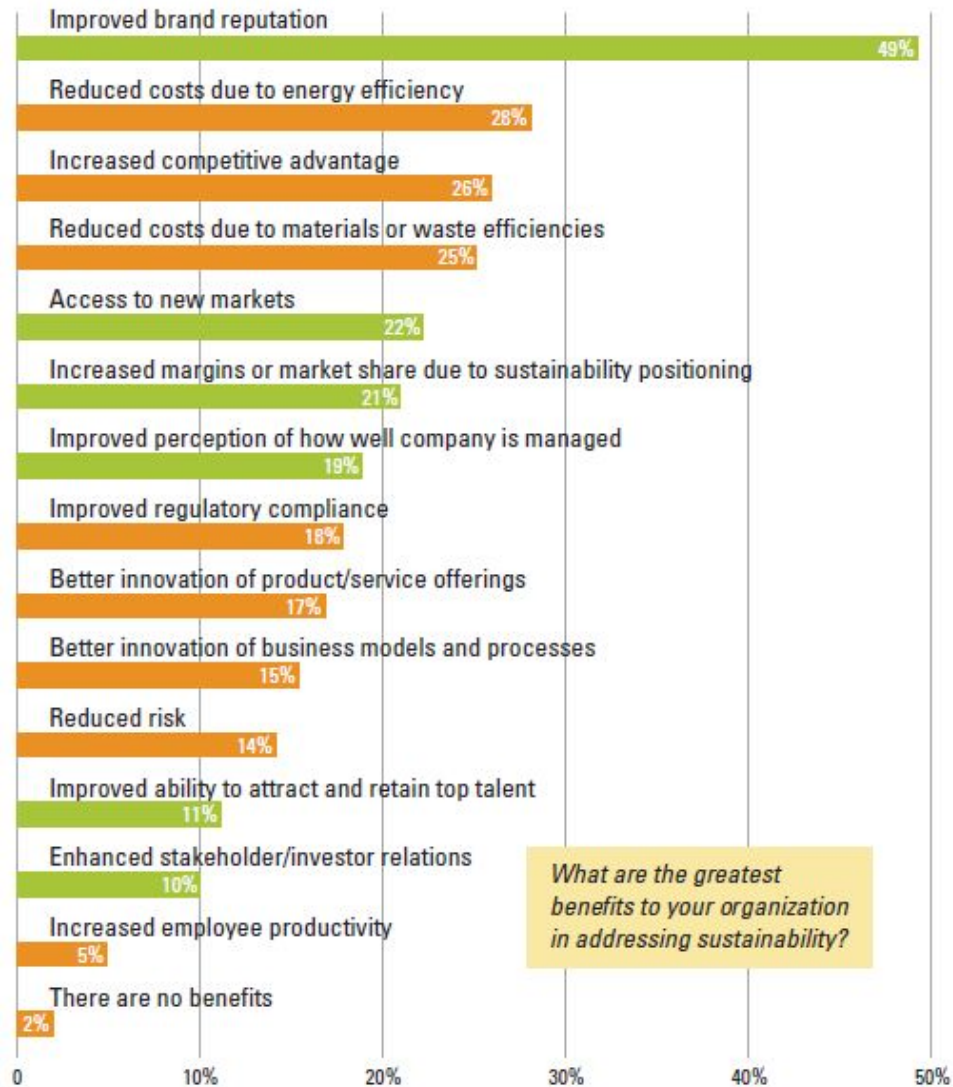 Improved brand reputation
49%
Reduced costs due to energy efficiency
28%
Increased competitive advantage
26%
Reduced costs due to materials or waste efficiencies
25%
Access to new markets
22%
Increased margins or market share due to sustainability positioning
21%
Improved perception of how well company is managed
19%
Improved regulatory compliance
18%
Better innovation of product/service offerings
17%
Better innovation of business models and processes
15%
Reduced risk
14%
Improved ability to attract and retain top talent
11%
Enhanced stakeholder/investor relations
10%
Increased employee productivity
5%
There are no benefits
2%
What are the greatest
benefits to your organization
in addressing sustainability?
0 10% 20% 30% 40% 50%